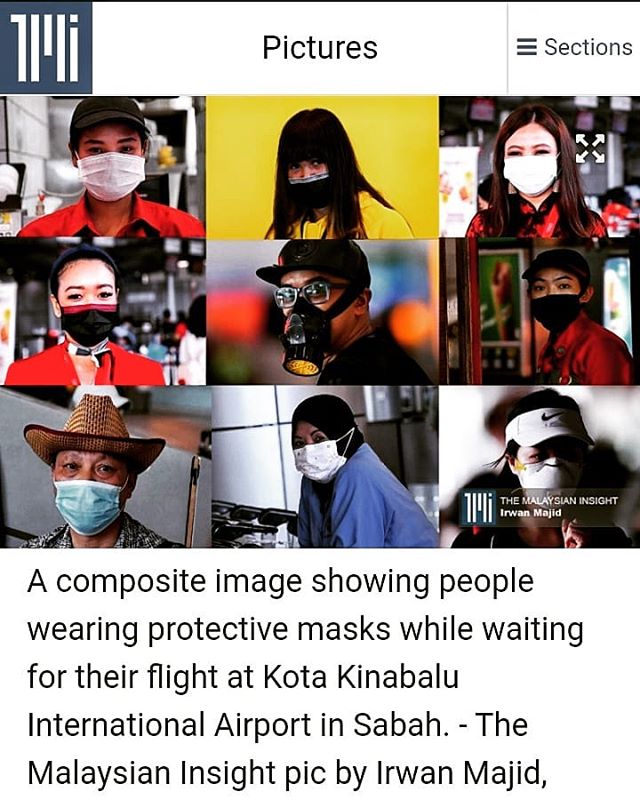 TMi
Pictures
Sections
TMi
THE MALAYSIAN INSIGHT
Irwan Majid
A composite image showing people
wearing protective masks while waiting
for their flight at Kota Kinabalu
International Airport in Sabah. - The
Malaysian Insight pic by Irwan Majid,